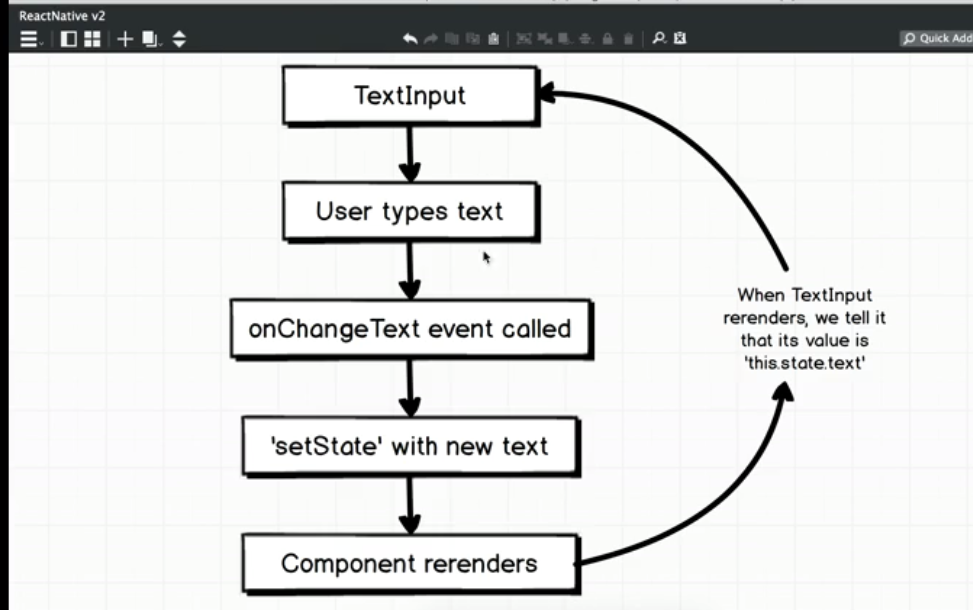 ReactNative v2
Quick Add
TextInput
User types text
onChangeText event called
'setState' with new text
Component rerenders
When TextInput
rerenders, we tell it
that its value is
'this.state.text'